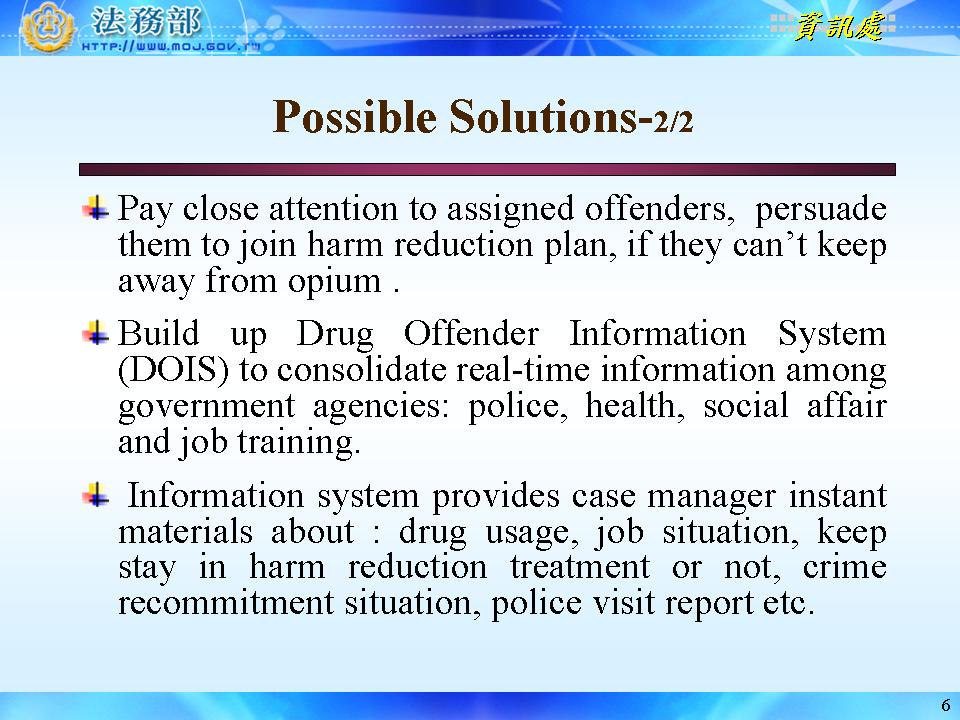 法務部
HTTP://WWW.MOJ.GOV.TW
資訊處
Possible Solutions-2/2
Pay close attention to assigned offenders,  persuade
them to join harm reduction plan, if they can’t keep
away from opium .
Build up Drug Offender Information System
(DOIS) to consolidate real-time information among
government agencies: police, health, social affair
and job training.
Information system provides case manager instant
materials about : drug usage, job situation, keep
stay in harm reduction treatment or not, crime
recommitment situation, police visit report etc.
6